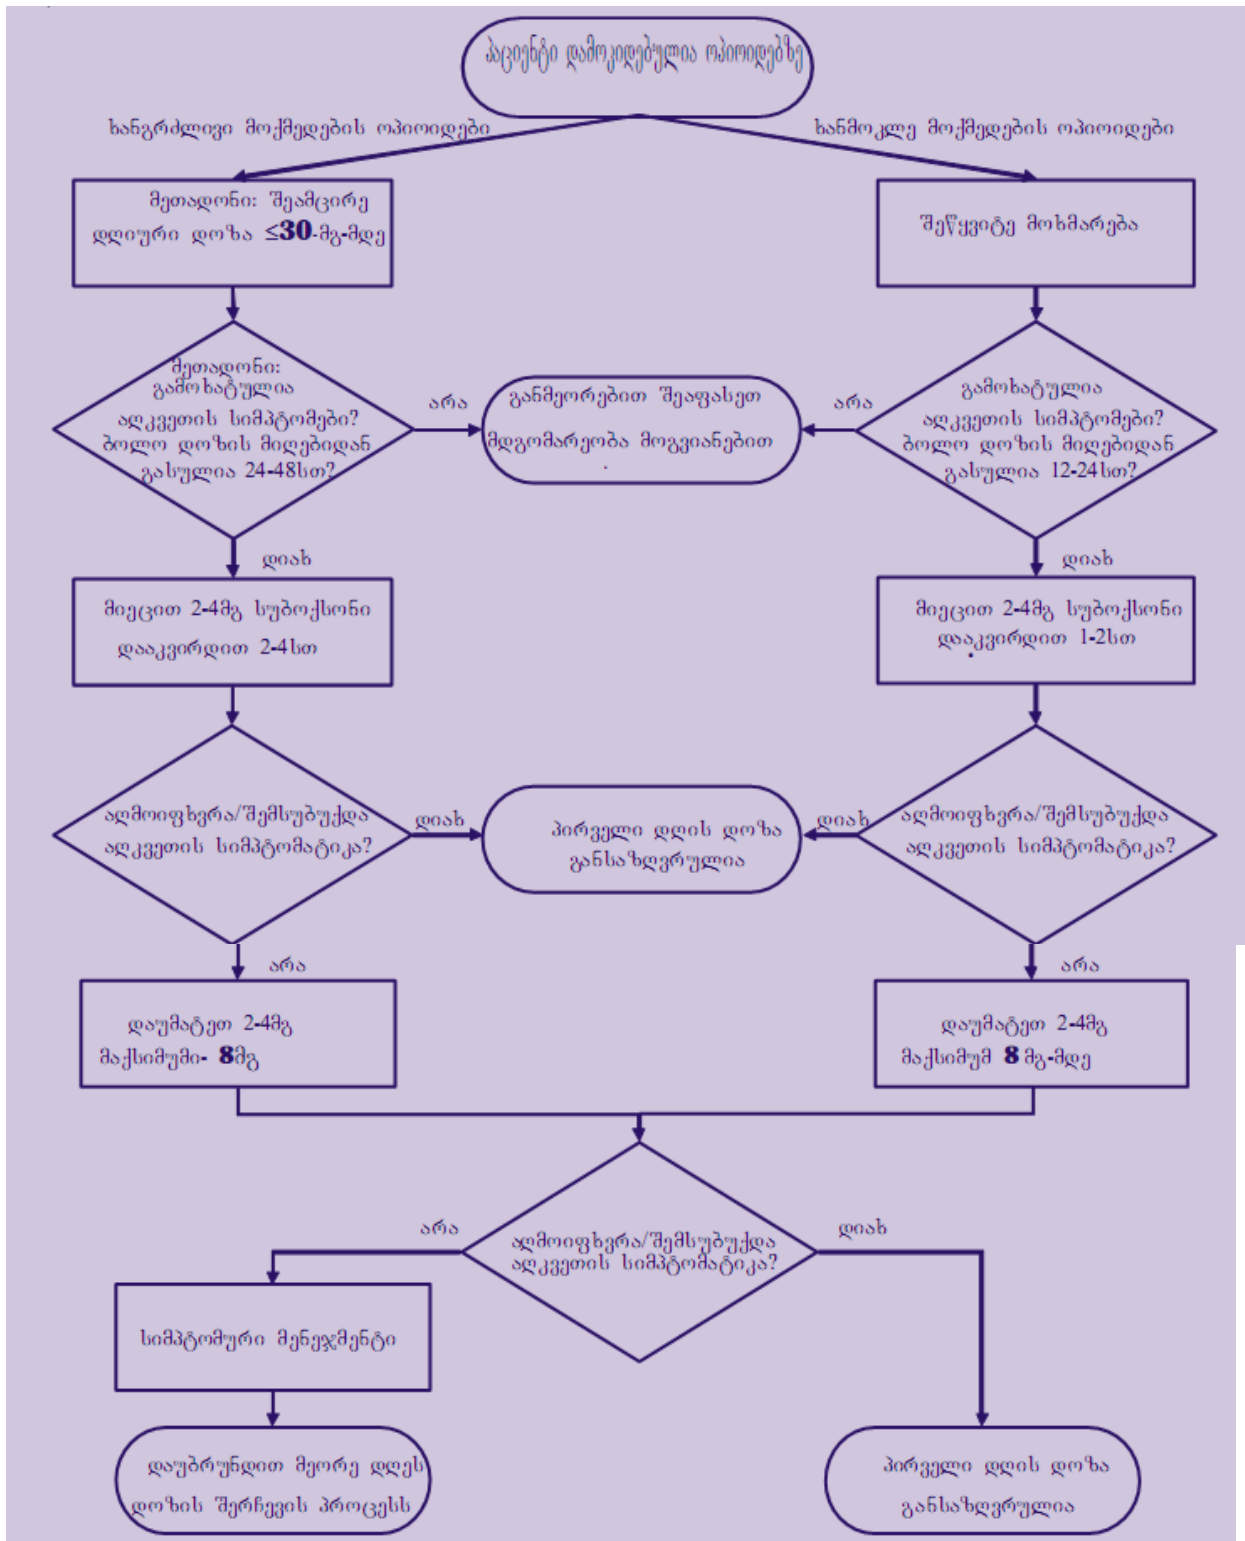 პაციენტი დამოკიდებულია ოპიოიდებზე
ხანგრძლივი მოქმედების ოპიოიდები
ხანმოკლე მოქმედების ოპიოიდები
მეთადონი: შეამცირე
დღიური დოზა ≤30-მგ-მდე
შეწყვიტე მოხმარება
მეთადონი:
გამოხატულია
აღკვეთის სიმპტომები?
ბოლო დოზის მიღებიდან
გასულია 24-48სთ?
არა
განმეორებით შეაფასეთ
მდგომარეობა მოგვიანებით
არა
გამოხატულია
აღკვეთის სიმპტომები?
ბოლო დოზის მიღებიდან
გასულია 12-24სთ?
დიახ
დიახ
მიეცით 2-4მგ სუბოქსონი
დააკვირდით 2-4სთ
მიეცით 2-4მგ სუბოქსონი
დააკვირდით 1-2სთ
აღმოიფხვრა/შემსუბუქდა
აღკვეთის სიმპტომატიკა?
დიახ
პირველი დღის დოზა
განსაზღვრულია
დიახ
აღმოიფხვრა/შემსუბუქდა
აღკვეთის სიმპტომატიკა?
არა
არა
დაუმატეთ 2-4მგ
მაქსიმუმი- 8მგ
დაუმატეთ 2-4მგ
მაქსიმუმ 8 მგ-მდე
არა
აღმოიფხვრა/შემსუბუქდა
აღკვეთის სიმპტომატიკა?
დიახ
სიმპტომური მენეჯმენტი
დაუბრუნდით მეორე დღეს
დოზის შერჩევის პროცესს
პირველი დღის დოზა
განსაზღვრულია